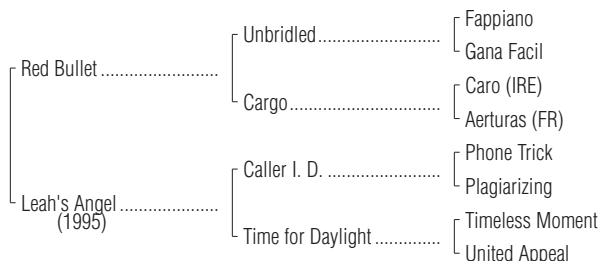 Fappiano
Unbridled
Gana Facil
Red Bullet
Caro (IRE)
Cargo
Aerturas (FR)
Phone Trick
Caller I. D.
Plagiarizing
Leah's Angel
(1995)
Timeless Moment
Time for Daylight
United Appeal